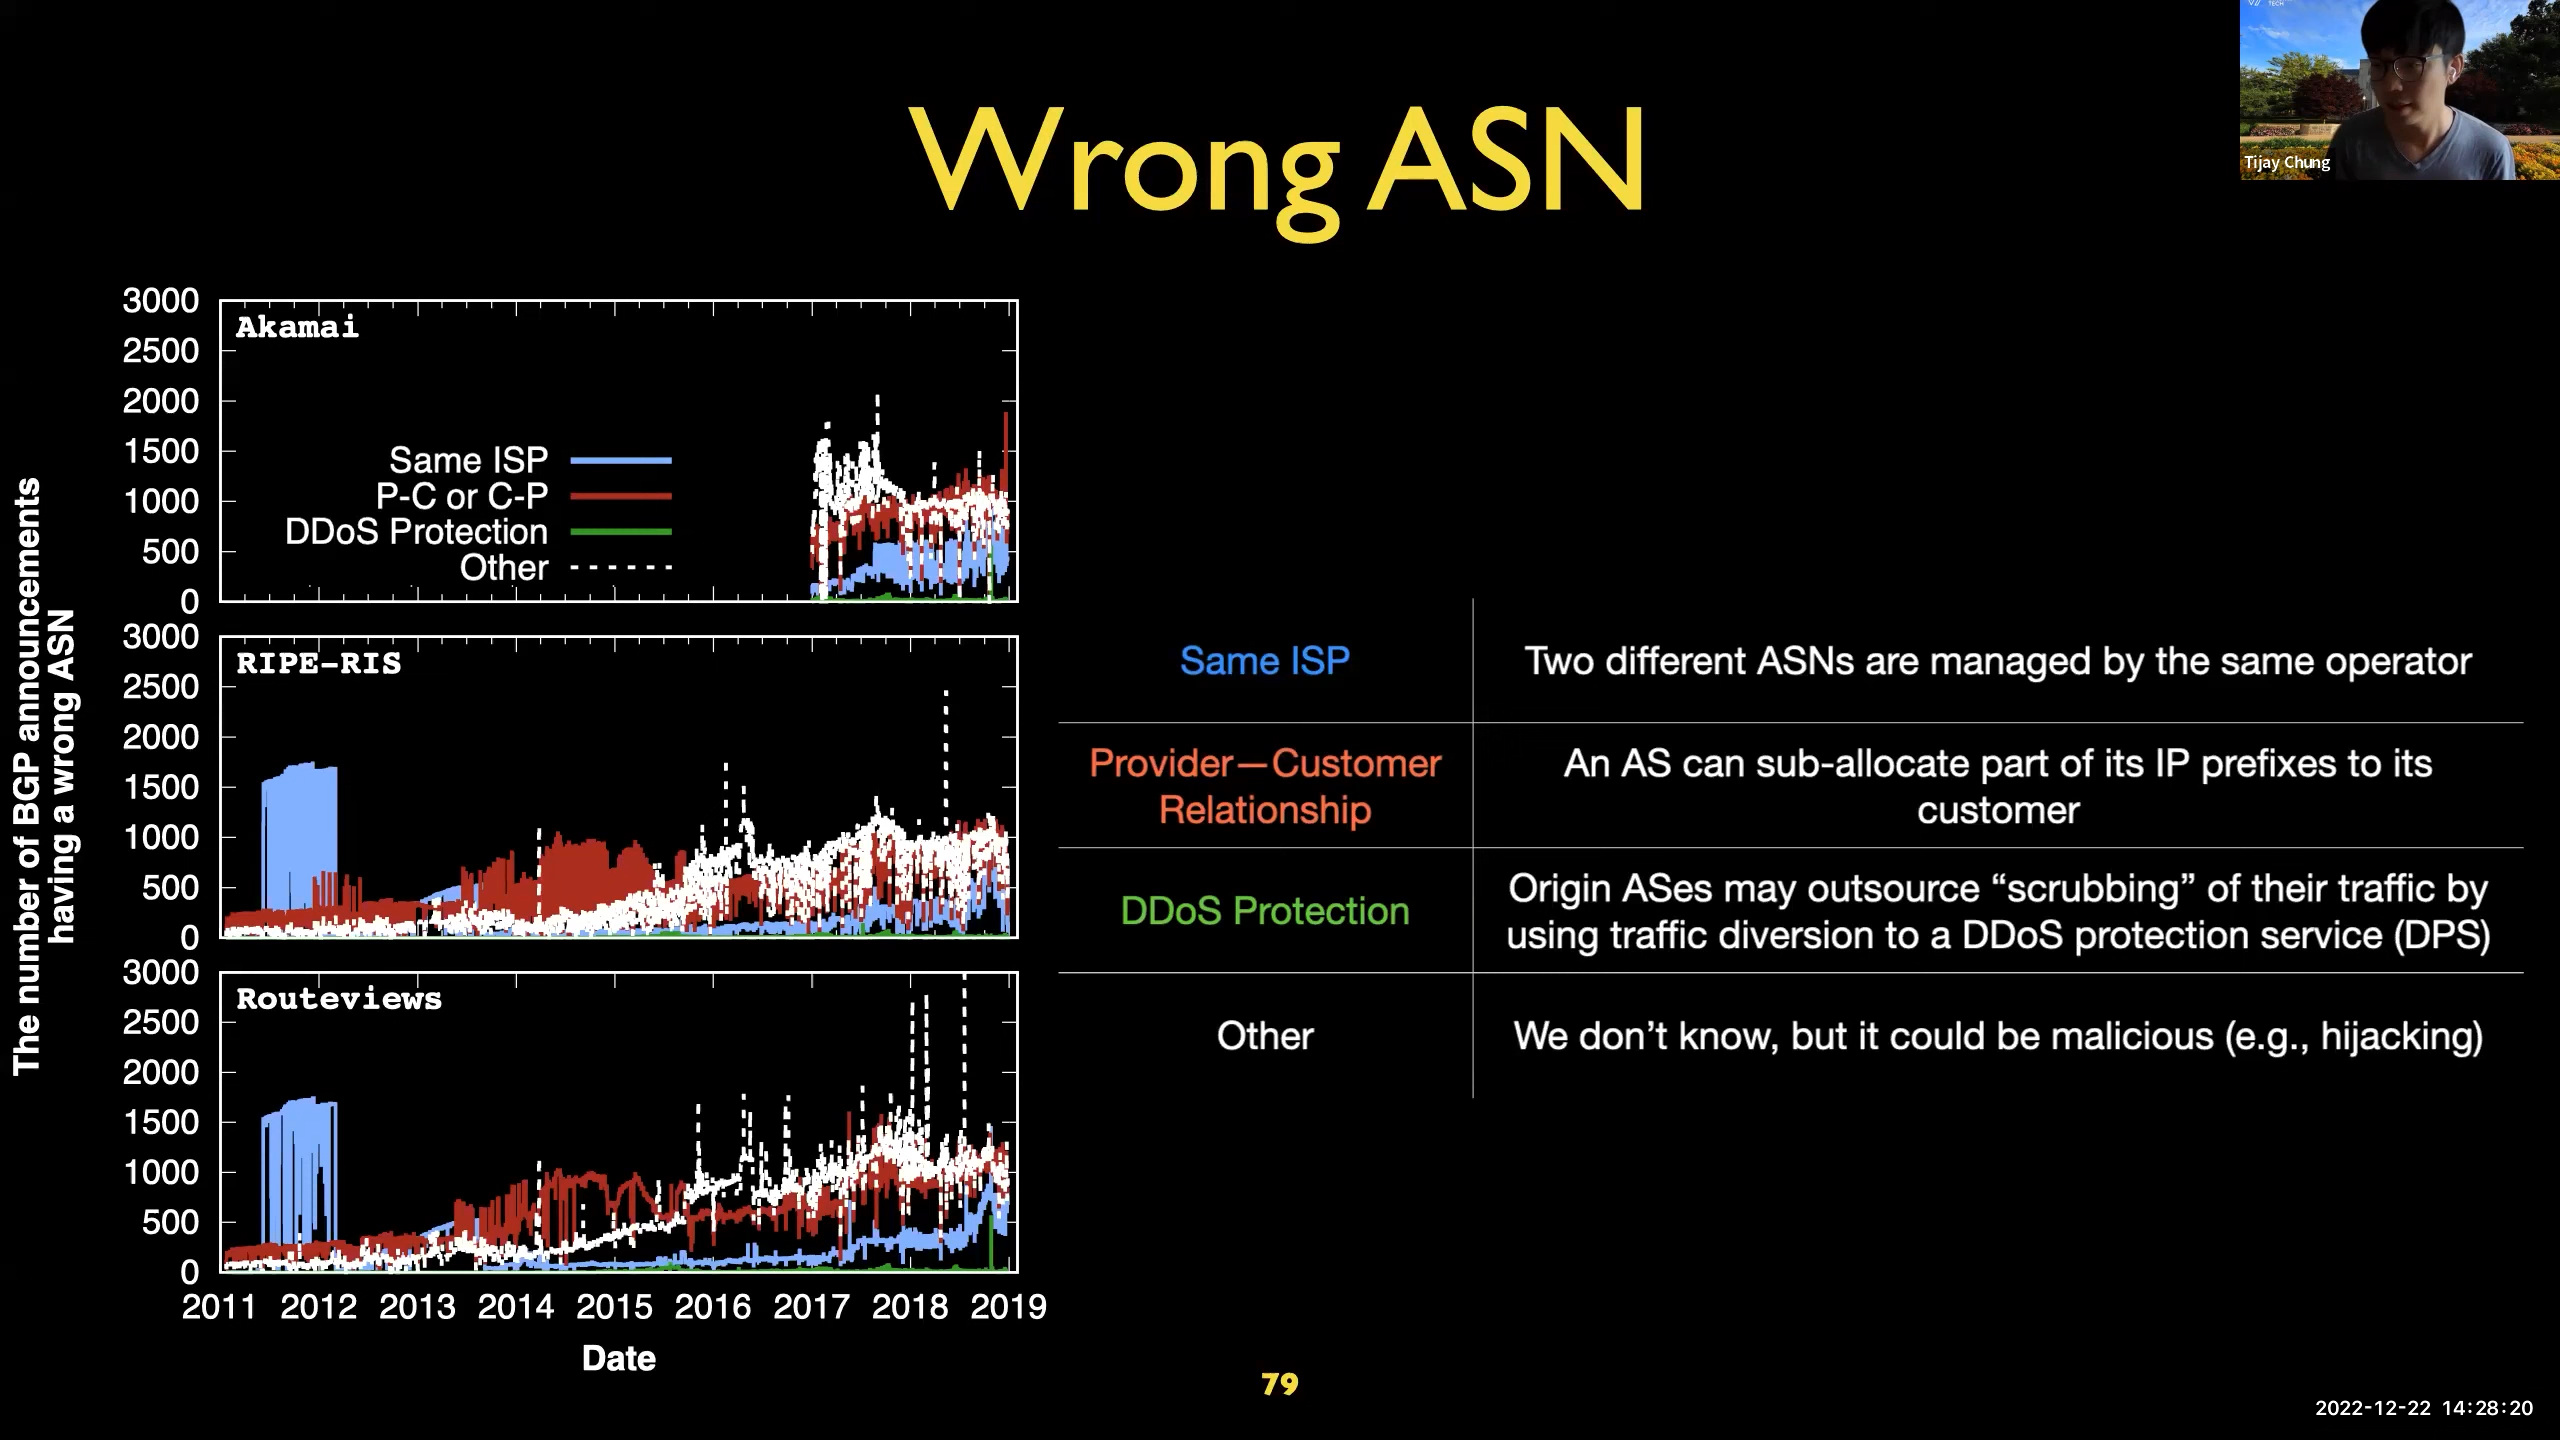 TECH
Tijay Chung
Wrong ASN
The number of BGP announcements
having a wrong ASN
3000
2500
2000
1500
1000
500
0
Akamai
Same ISP
P-C or C-P
DDoS Protection
Other
3000
2500
2000
1500
1000
500
0
RIPE-RIS
3000
2500
2000
1500
1000
500
0
Routeviews
2011 2012 2013 2014 2015 2016 2017 2018 2019
Date
Same ISP
Two different ASNs are managed by the same operator
Provider—Customer
Relationship
An AS can sub-allocate part of its IP prefixes to its
customer
DDoS Protection
Origin ASes may outsource “scrubbing” of their traffic by
using traffic diversion to a DDoS protection service (DPS)
Other
We don’t know, but it could be malicious (e.g., hijacking)
79
2022-12-22 14:28:20